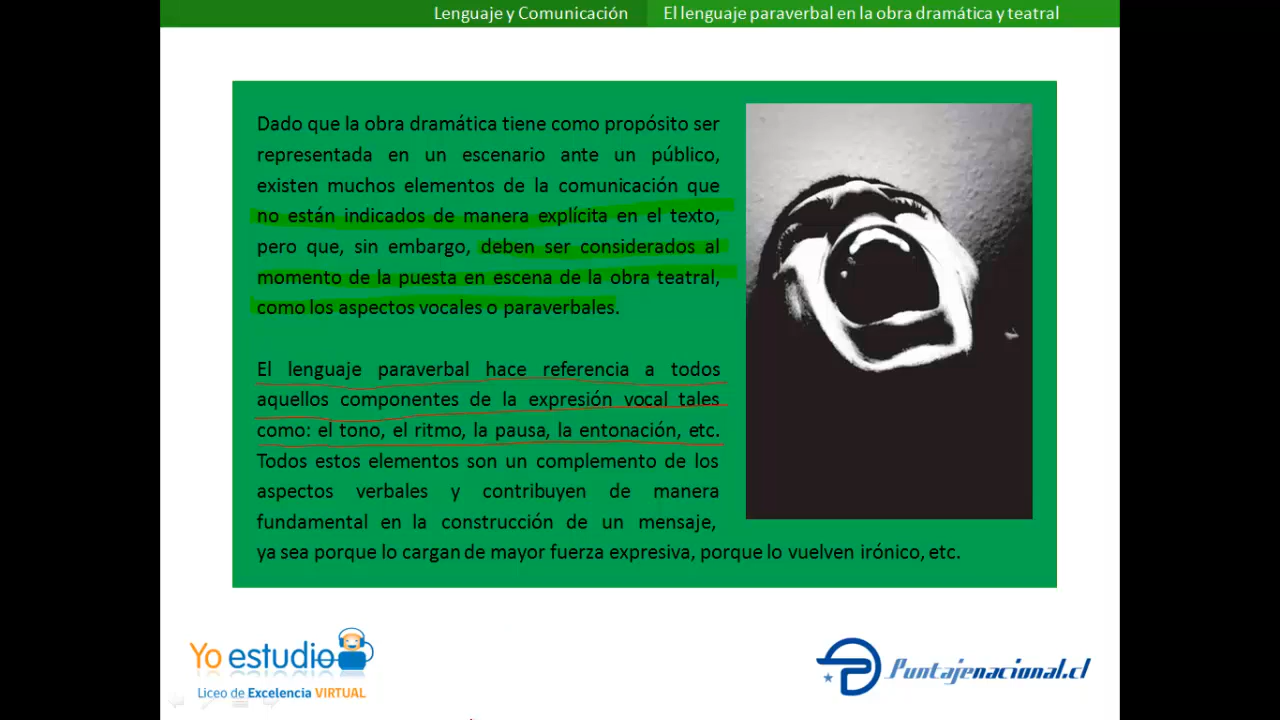 Lenguaje y Comunicación
El lenguaje paraverbal en la obra dramática y teatral
Dado que la obra dramática tiene como propósito ser
representada en un escenario ante un público,
existen muchos elementos de la comunicación que
no están indicados de manera explícita en el texto,
pero que, sin embargo, deben ser considerados al
momento de la puesta en escena de la obra teatral,
como los aspectos vocales o paraverbales.
El lenguaje paraverbal hace referencia a todos
aquellos componentes de la expresión vocal tales
como: el tono, el ritmo, la pausa, la entonación, etc.
Todos estos elementos son un complemento de los
aspectos verbales y contribuyen de manera
fundamental en la construcción de un mensaje,
ya sea porque lo cargan de mayor fuerza expresiva, porque lo vuelven irónico, etc.
Yo estudio
Liceo de Excelencia VIRTUAL
Puntajenacional.cl